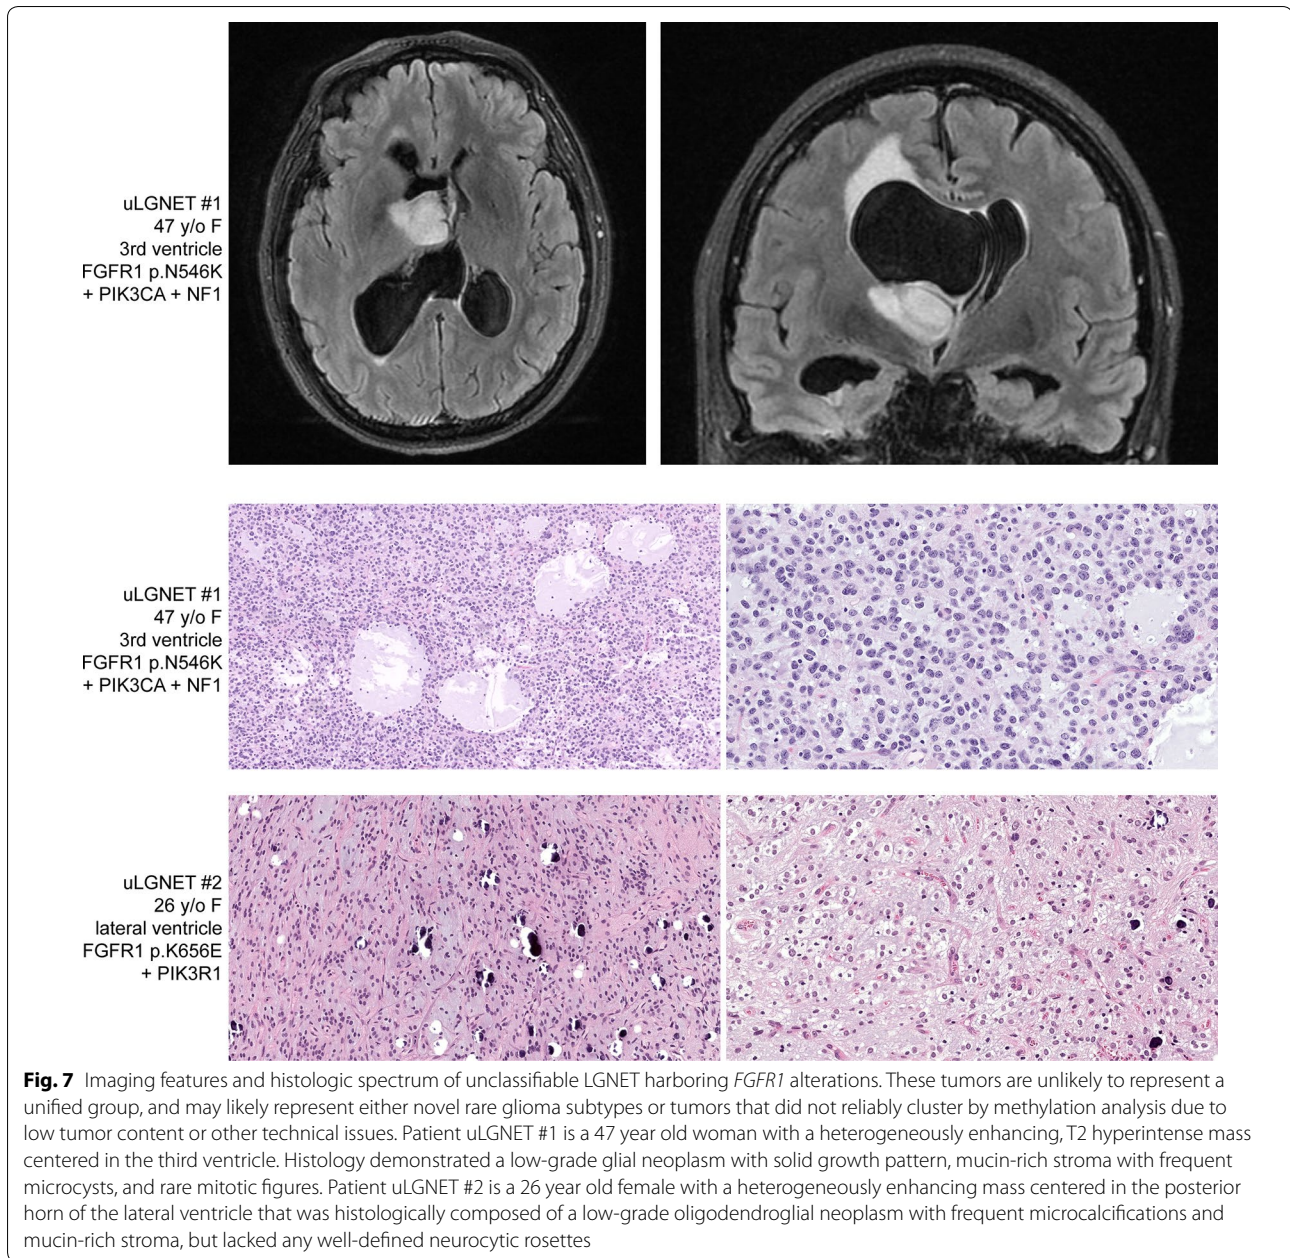 uLGNET #1
47 y/o F
3rd ventricle
FGFR1 p.N546K
+ PIK3CA + NF1
uLGNET #1
47 y/o F
3rd ventricle
FGFR1 p.N546K
+ PIK3CA + NF1
uLGNET #2
26 y/o F
lateral ventricle
FGFR1 p.K656E
+ PIK3R1
Fig. 7 Imaging features and histologic spectrum of unclassifiable LGNET harboring FGFR1 alterations. These tumors are unlikely to represent a
unified group, and may likely represent either novel rare glioma subtypes or tumors that did not reliably cluster by methylation analysis due to
low tumor content or other technical issues. Patient uLGNET #1 is a 47 year old woman with a heterogeneously enhancing, T2 hyperintense mass
centered in the third ventricle. Histology demonstrated a low-grade glial neoplasm with solid growth pattern, mucin-rich stroma with frequent
microcysts, and rare mitotic figures. Patient uLGNET #2 is a 26 year old female with a heterogeneously enhancing mass centered in the posterior
horn of the lateral ventricle that was histologically composed of a low-grade oligodendroglial neoplasm with frequent microcalcifications and
mucin-rich stroma, but lacked any well-defined neurocytic rosettes